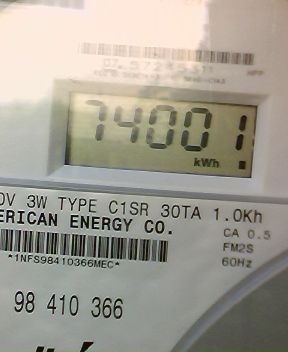 74001
kWh
0V 3W TYPE C1SR 30TA 1.0Kh
ERICAN ENERGY CO.
CA 0.5
FM2S
*1NFS98410366MEC*
60Hz
98 410 366